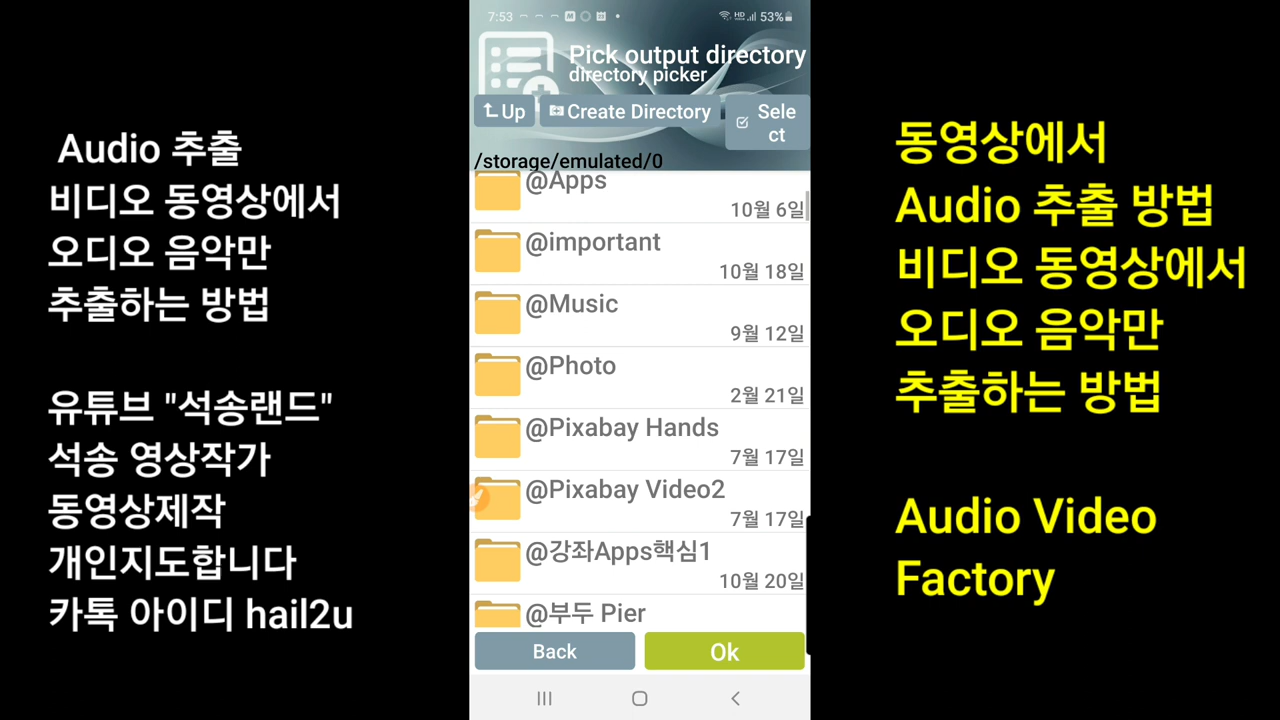 Audio 추출
비디오 동영상에서
오디오 음악만
추출하는 방법
유튜브 "석송랜드"
석송 영상작가
동영상제작
개인지도합니다
카톡 아이디 hail2u
7:53
HD
53%
Pick output directory
directory picker
Up
Create Directory
Sele
ct
/storage/emulated/0
@Apps
10월 6일
@important
10월 18일
@Music
9월 12일
@Photo
2월 21일
@Pixabay Hands
7월 17일
@Pixabay Video2
7월 17일
@강좌Apps핵심1
10월 20일
@부두 Pier
Back
Ok
동영상에서
Audio 추출 방법
비디오 동영상에서
오디오 음악만
추출하는 방법
Audio Video
Factory